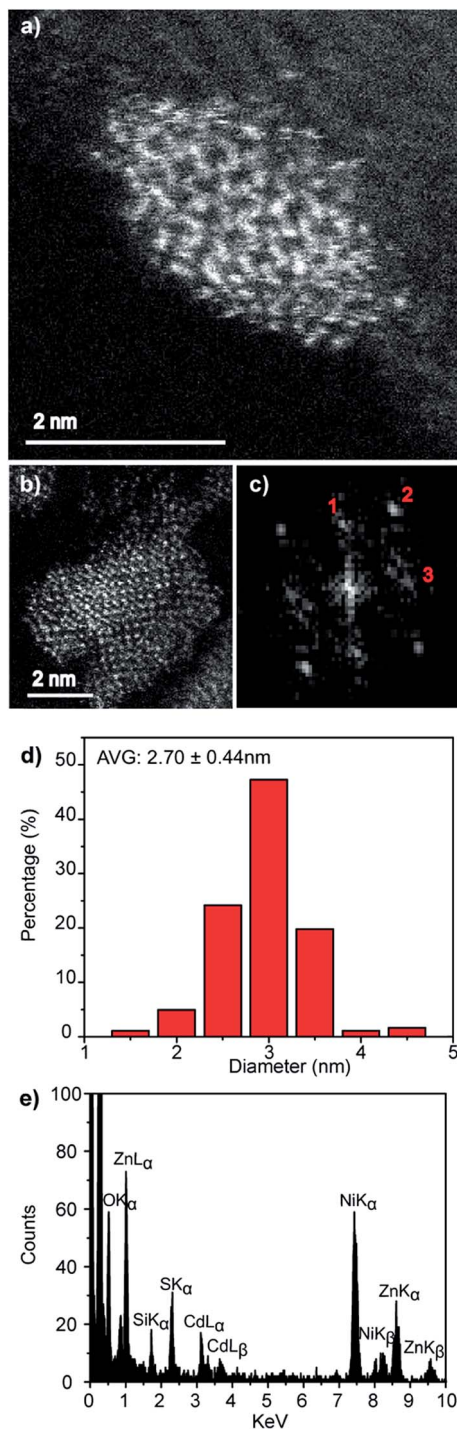 a)
2 nm
b)
2 nm
c)
1
2
3
d)
AVG: 2.70 ± 0.44nm
50
40
30
20
10
0
Percentage (%)
1 2 3 4 5
Diameter (nm)
e)
100
80
60
40
20
0
Counts
ZnLα
OKα
SiKα
SKα
CdLα
CdLβ
NiKα
NiKβ
ZnKα
ZnKβ
0 1 2 3 4 5 6 7 8 9 10
KeV